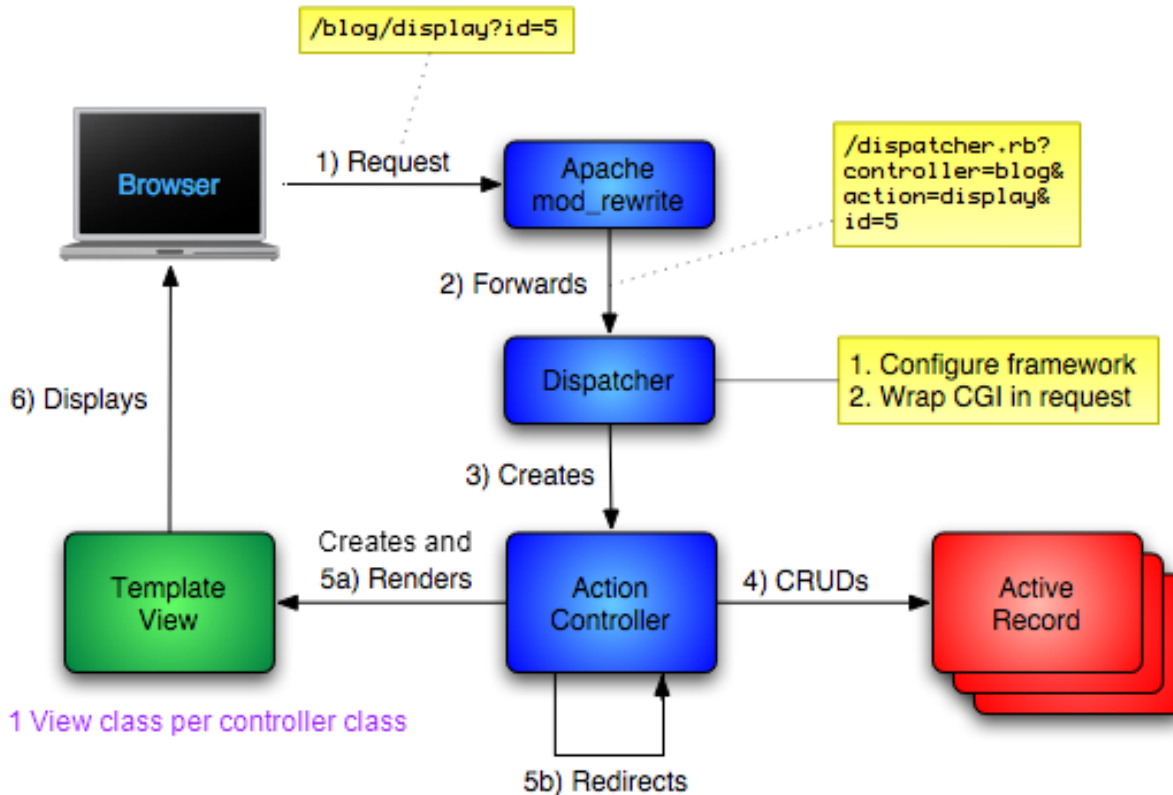 /blog/display?id=5
Browser
1) Request
Apache
mod_rewrite
/dispatcher.rb?
controller=blog&
action=display&
id=5
2) Forwards
Dispatcher
1. Configure framework
2. Wrap CGI in request
6) Displays
3) Creates
Template
View
Creates and
5a) Renders
Action
Controller
4) CRUDs
Active
Record
1 View class per controller class
5b) Redirects